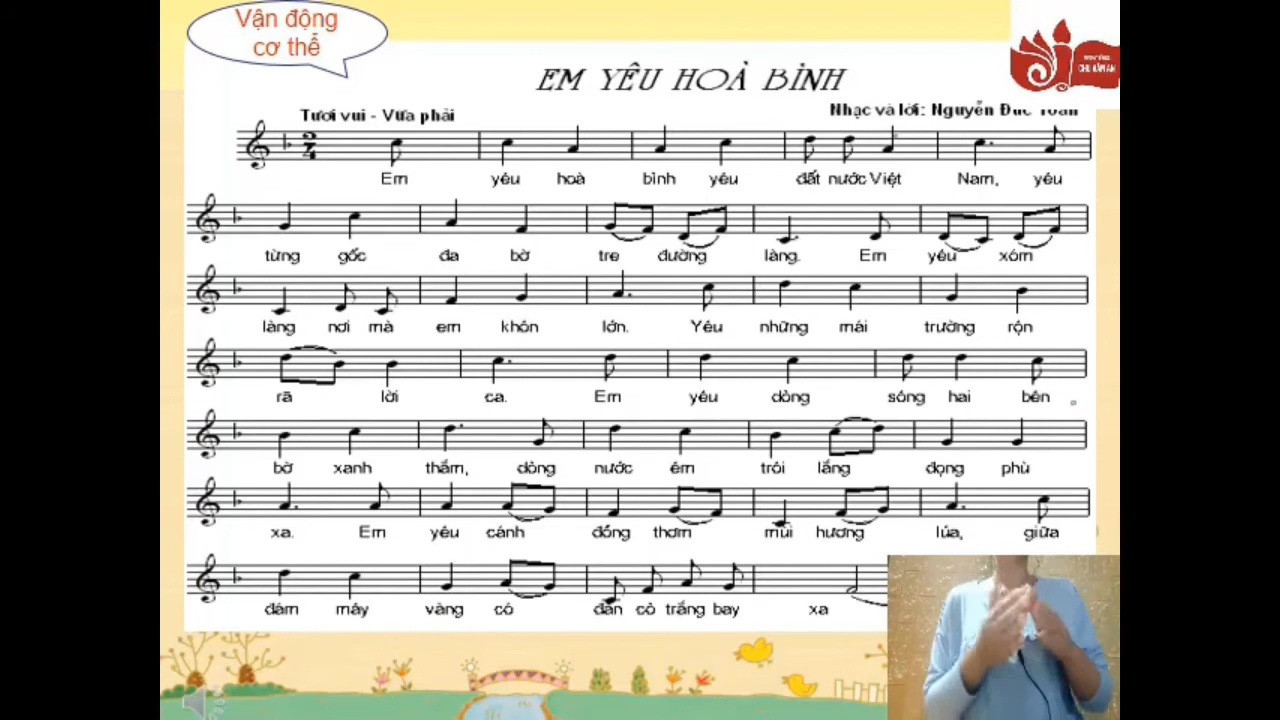 Vận động
cơ thể
EM YÊU HOÀ BÌNH
Tươi vui - Vừa phải
Nhạc và lời: Nguyễn Đức Toàn
Em yêu hoà bình yêu đất nước Việt Nam, yêu
từng gốc đa bờ tre đường làng. Em yêu xóm
làng nơi mà em khôn lớn. Yêu những mái trường rộn
rã lời ca. Em yêu dòng sông hai bên
bờ xanh thắm, dòng nước êm trôi lắng đọng phù
xa. Em yêu cánh đồng thơm mùi hương lúa, giữa
đám mây vàng có đàn cò trắng bay xa